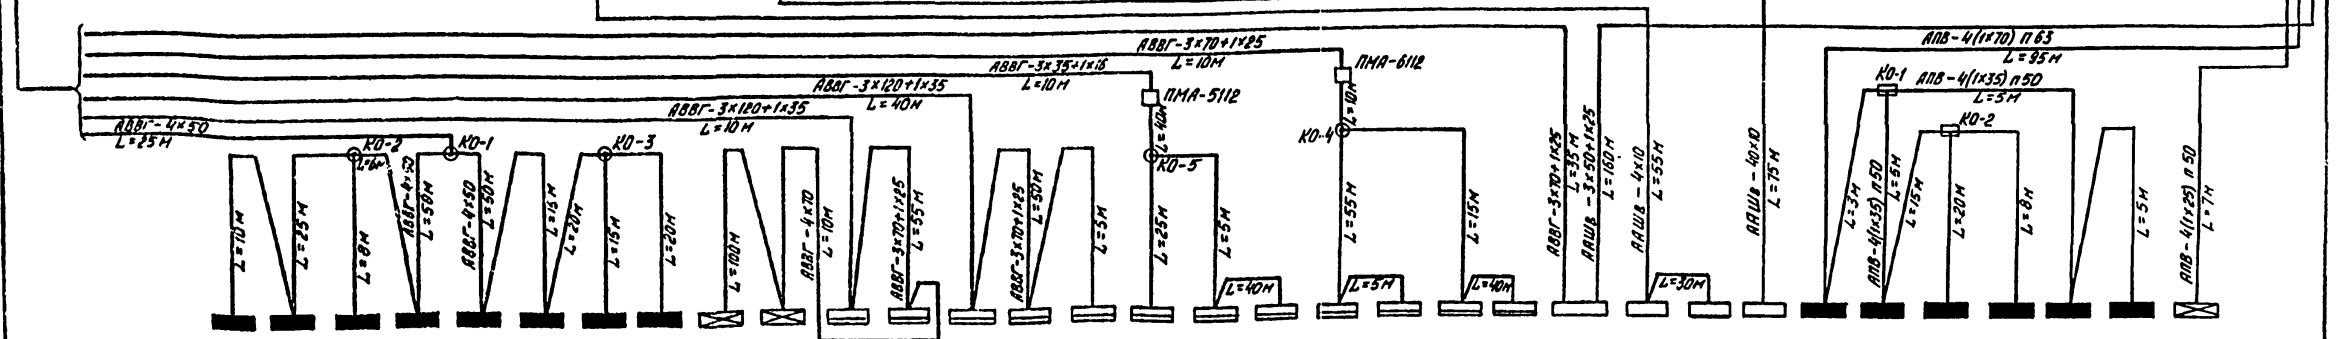 АВВГ-3×70+1×25
L=10М
ПМА-6112
АВВГ-3×35+1×16
L=10М
ПМА-5112
АВВГ-3×120+1×35
L=40М
АВВГ-3×120+1×35
L=10М
АВВГ-4×50
L=25М
АПВ-4(1×70) П63
L=95М
КО-1
АПВ-4(1×35) П50
L=5М
КО-2
КО-2
КО-1
КО-3
КО-5
КО-4
L=10М
L=40М
L=6М
L=10М
L=25М
L=8М
АВВГ-4×50
L=50М
АВВГ-4×50
L=50М
L=15М
L=20М
L=15М
L=20М
L=100М
АВВГ-4×70
L=10М
АВВГ-3×70+1×25
L=55М
АВВГ-3×70+1×25
L=50М
L=5М
L=25М
L=5М
L=40М
L=55М
L=5М
L=15М
L=40М
АВВГ-3×70+1×25
L=35М
ААШВ-3×50+1×25
L=160М
ААШВ-4×10
L=55М
L=30М
ААШВ-40×10
L=75М
L=3М
АПВ-4(1×35) П50
L=5М
L=15М
L=20М
L=8М
L=5М
АПВ-4(1×25) П50
L=7М